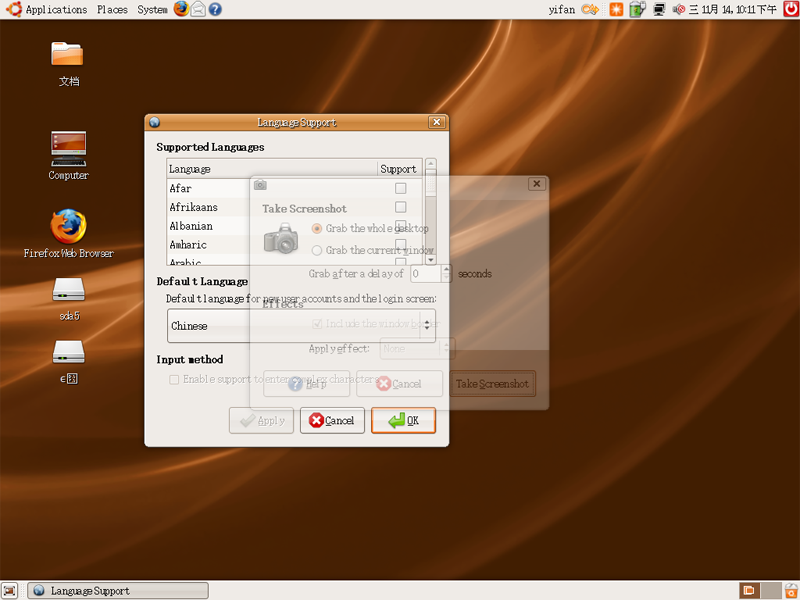 Applications Places System
yifan
三 11月 14, 10:11 下午
文档
Computer
Firefox Web Browser
sda5
Language Support
Supported Languages
Language Support
Afar
Afrikaans
Albanian
Amharic
Arabic
Default Language
Default language for new user accounts and the login screen:
Chinese
Input method
Enable support to enter complex characters
Apply Cancel OK
Take Screenshot
Grab the whole desktop
Grab the current window
Grab after a delay of 0 seconds
Effects
Include the window border
Apply effect: None
Help Cancel Take Screenshot
Language Support